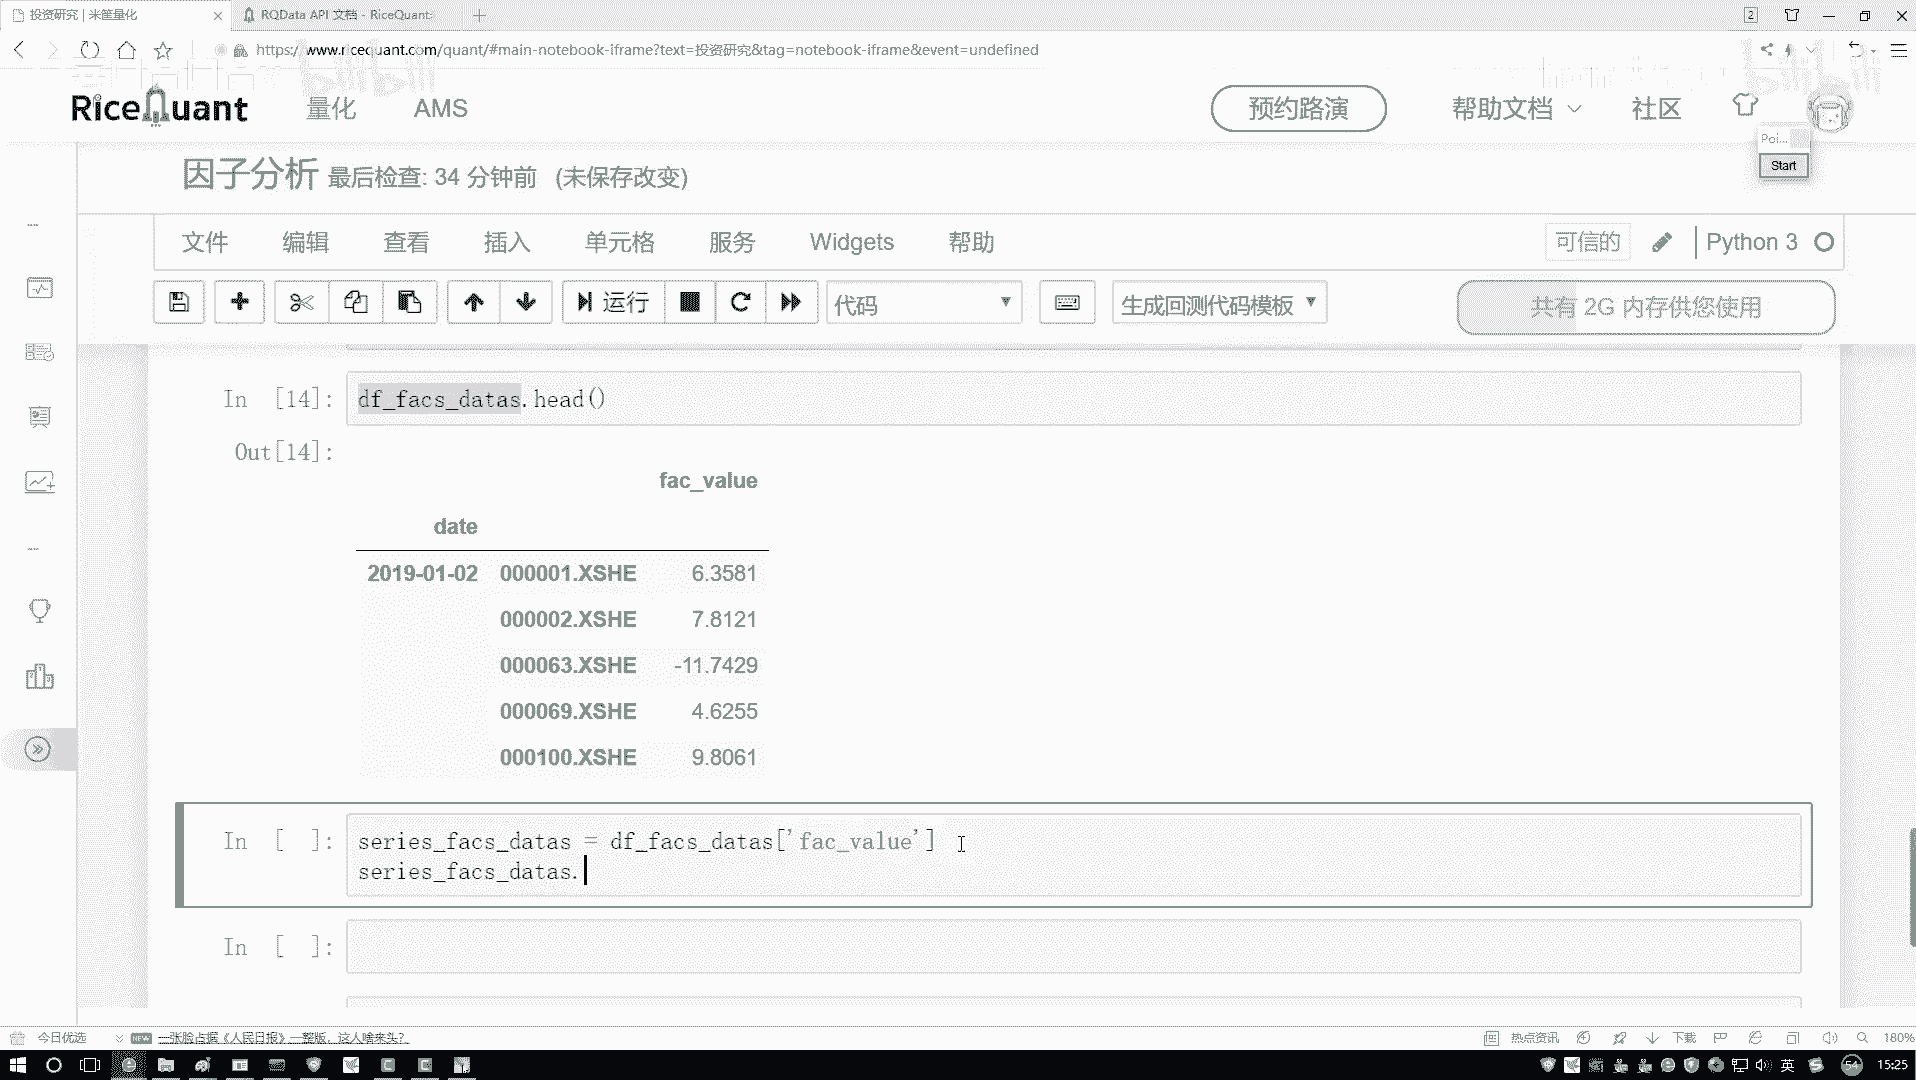 投资研究 | 米筐量化
RQData API 文档 - RiceQuant
2
https://www.ricequant.com/quant/#main-notebook-iframe?text=投资研究&tag=notebook-iframe&event=undefined
RiceQuant 量化 AMS 预约路演 帮助文档 社区
Poi...
Start
因子分析 最后检查: 34 分钟前 (未保存改变)
文件 编辑 查看 插入 单元格 服务 Widgets 帮助 可信的 Python 3
运行 代码 生成回测代码模板 共有 2G 内存供您使用
In [14]: df_facs_datas.head()
Out[14]:
fac_value
date
2019-01-02 000001.XSHE 6.3581
000002.XSHE 7.8121
000063.XSHE -11.7429
000069.XSHE 4.6255
000100.XSHE 9.8061
In [ ]: series_facs_datas = df_facs_datas['fac_value']
series_facs_datas.
In [ ]:
今日优选 NEW 一张脸占据《人民日报》一整版，这人啥来头? 热点资讯 下载 180%
英 54 15:25